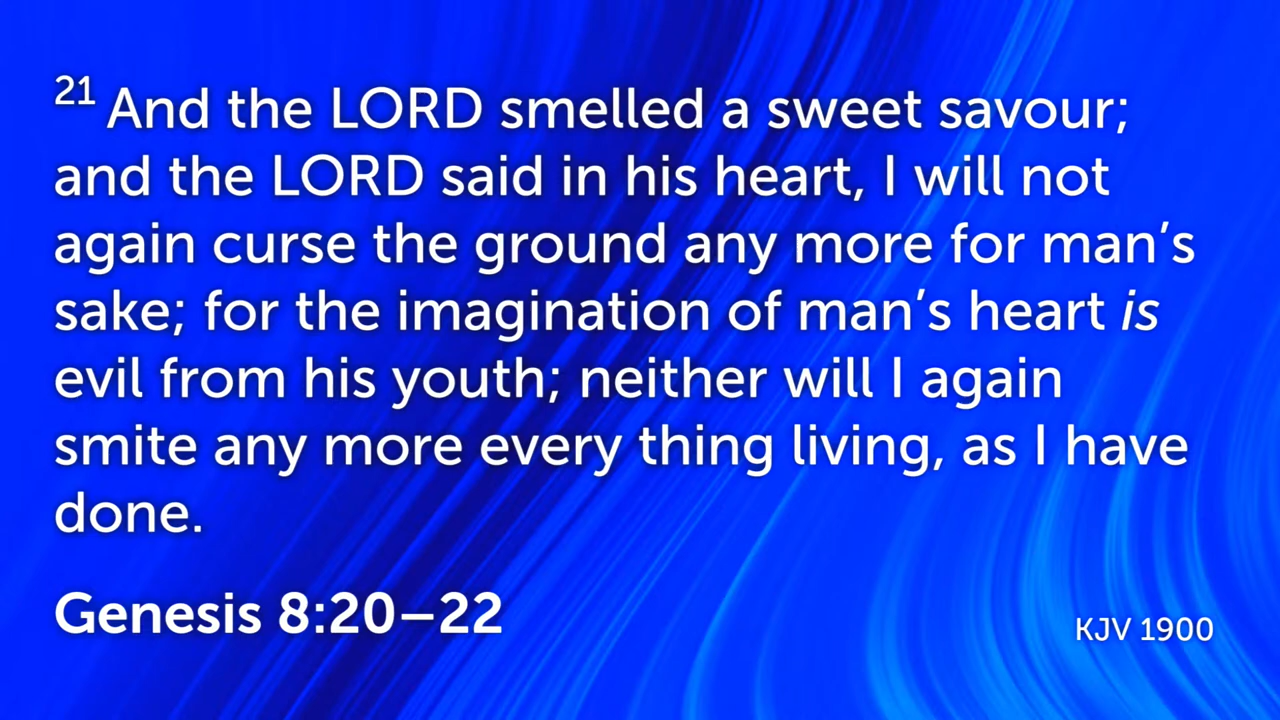 21 And the LORD smelled a sweet savour;
and the LORD said in his heart, I will not
again curse the ground any more for man’s
sake; for the imagination of man’s heart is
evil from his youth; neither will I again
smite any more every thing living, as I have
done.
Genesis 8:20–22
KJV 1900